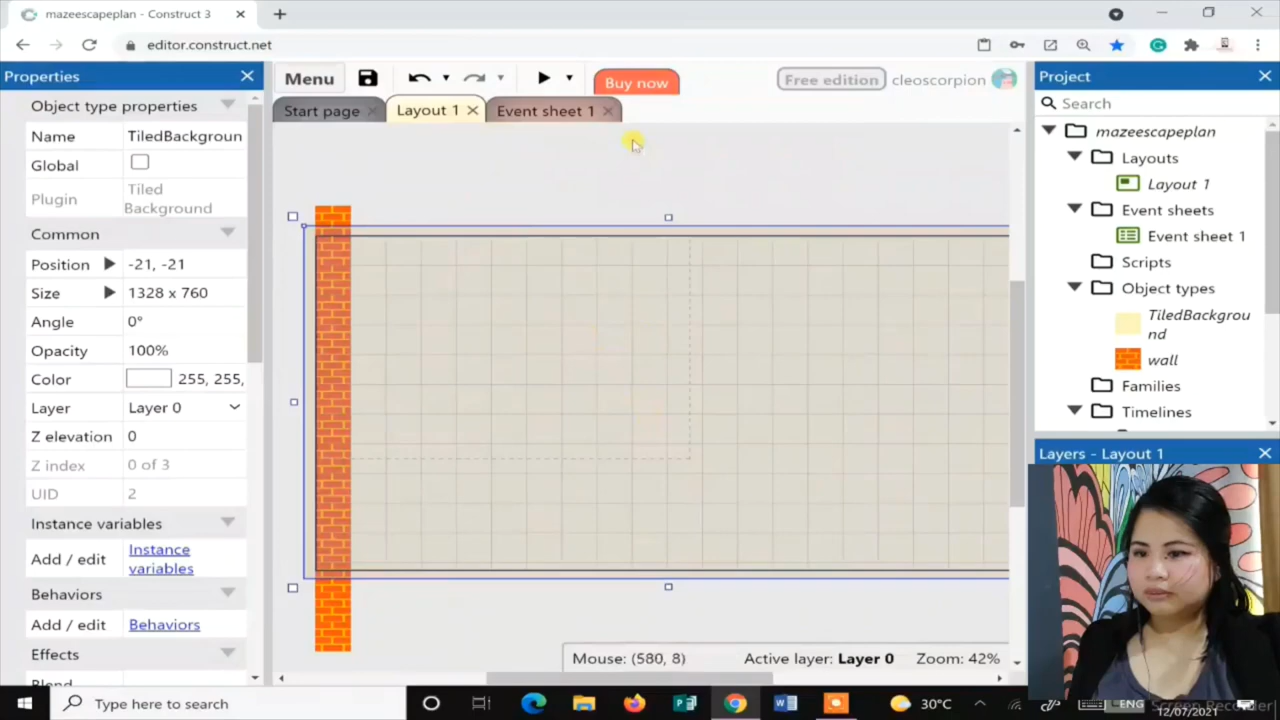 mazeescapeplan - Construct 3
editor.construct.net
Properties
Menu
Buy now
Free edition
cleoscorpion
Project
Object type properties
Start page
Layout 1
Event sheet 1
Search
Name
TiledBackgroun
mazeescapeplan
Global
Layouts
Plugin
Tiled
Background
Layout 1
Event sheets
Common
Event sheet 1
Position
-21, -21
Scripts
Size
1328 x 760
Object types
Angle
0°
TiledBackgrou
nd
Opacity
100%
wall
Color
255, 255,
Families
Layer
Layer 0
Timelines
Z elevation
0
Z index
0 of 3
Layers - Layout 1
UID
2
Instance variables
Add / edit
Instance
variables
Behaviors
Add / edit
Behaviors
Effects
Mouse: (580, 8)
Active layer: Layer 0
Zoom: 42%
Blend
Type here to search
30°C
ENG
12/07/2021
Screen Recorder